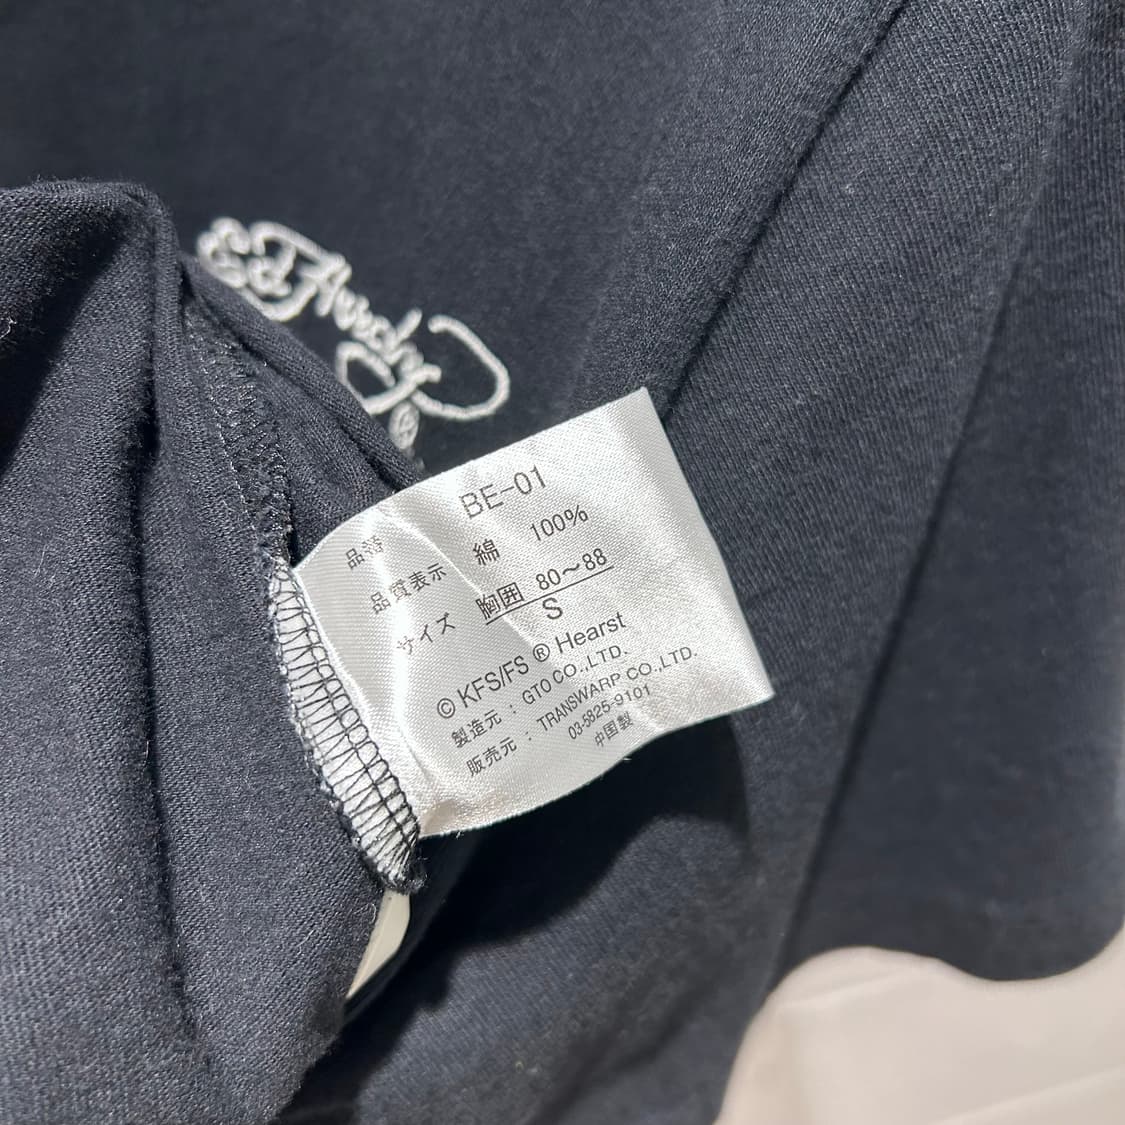 Ed Hardy
®
品番 BE-01
品質表示 綿 100%
サイズ 胸囲 80～88
S
© KFS/FS ® Hearst
製造元 : GTO CO.,LTD.
販売元 : TRANSWARP CO.,LTD.
03-5825-9101
中国製